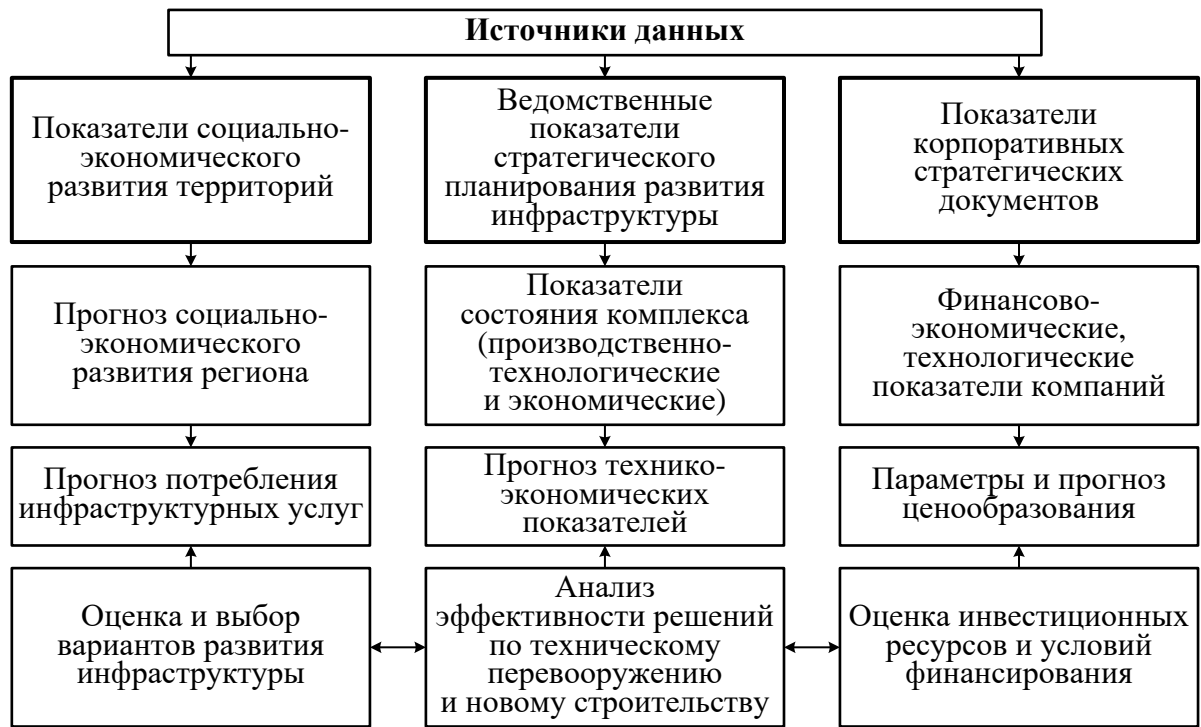 Источники данных
Показатели социально-
экономического
развития территорий
Ведомственные
показатели
стратегического
планирования развития
инфраструктуры
Показатели
корпоративных
стратегических
документов
Прогноз социально-
экономического
развития региона
Показатели
состояния комплекса
(производственно-
технологические
и экономические)
Финансово-
экономические,
технологические
показатели компаний
Прогноз потребления
инфраструктурных услуг
Прогноз технико-
экономических
показателей
Параметры и прогноз
ценообразования
Оценка и выбор
вариантов развития
инфраструктуры
Анализ
эффективности решений
по техническому
перевооружению
и новому строительству
Оценка инвестиционных
ресурсов и условий
финансирования